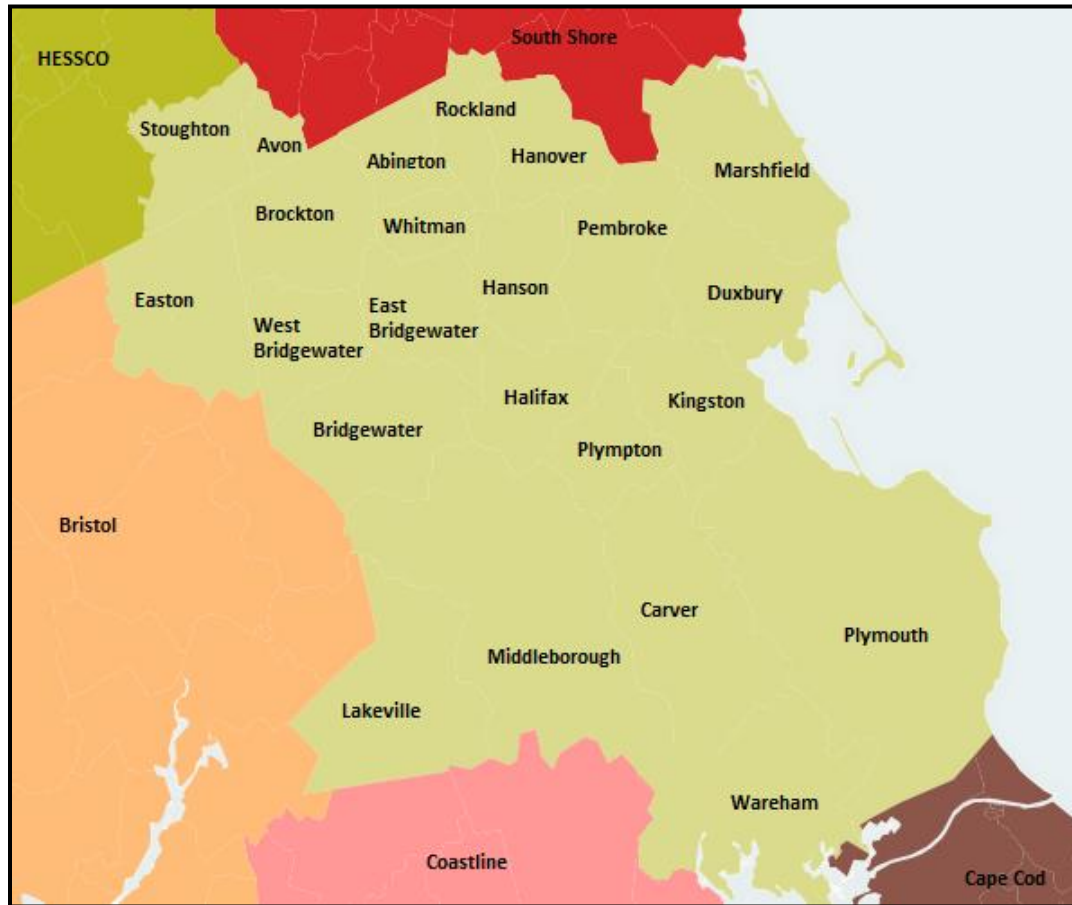 HESSCO
South Shore
Rockland
Stoughton
Avon
Abington
Hanover
Marshfield
Brockton
Whitman
Pembroke
Easton
Hanson
Duxbury
West
Bridgewater
East
Bridgewater
Halifax
Kingston
Bridgewater
Plympton
Bristol
Carver
Plymouth
Middleborough
Lakeville
Wareham
Coastline
Cape Cod